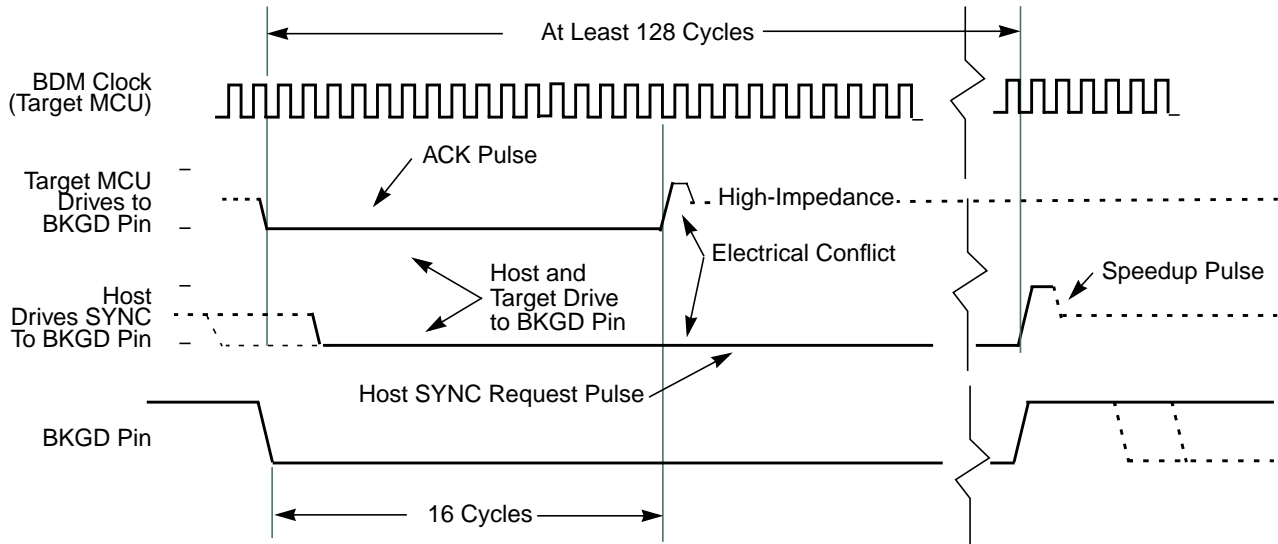 At Least 128 Cycles
BDM Clock
(Target MCU)
ACK Pulse
Target MCU
Drives to
BKGD Pin
High-Impedance
Electrical Conflict
Host and
Target Drive
to BKGD Pin
Speedup Pulse
Host
Drives SYNC
To BKGD Pin
Host SYNC Request Pulse
BKGD Pin
16 Cycles